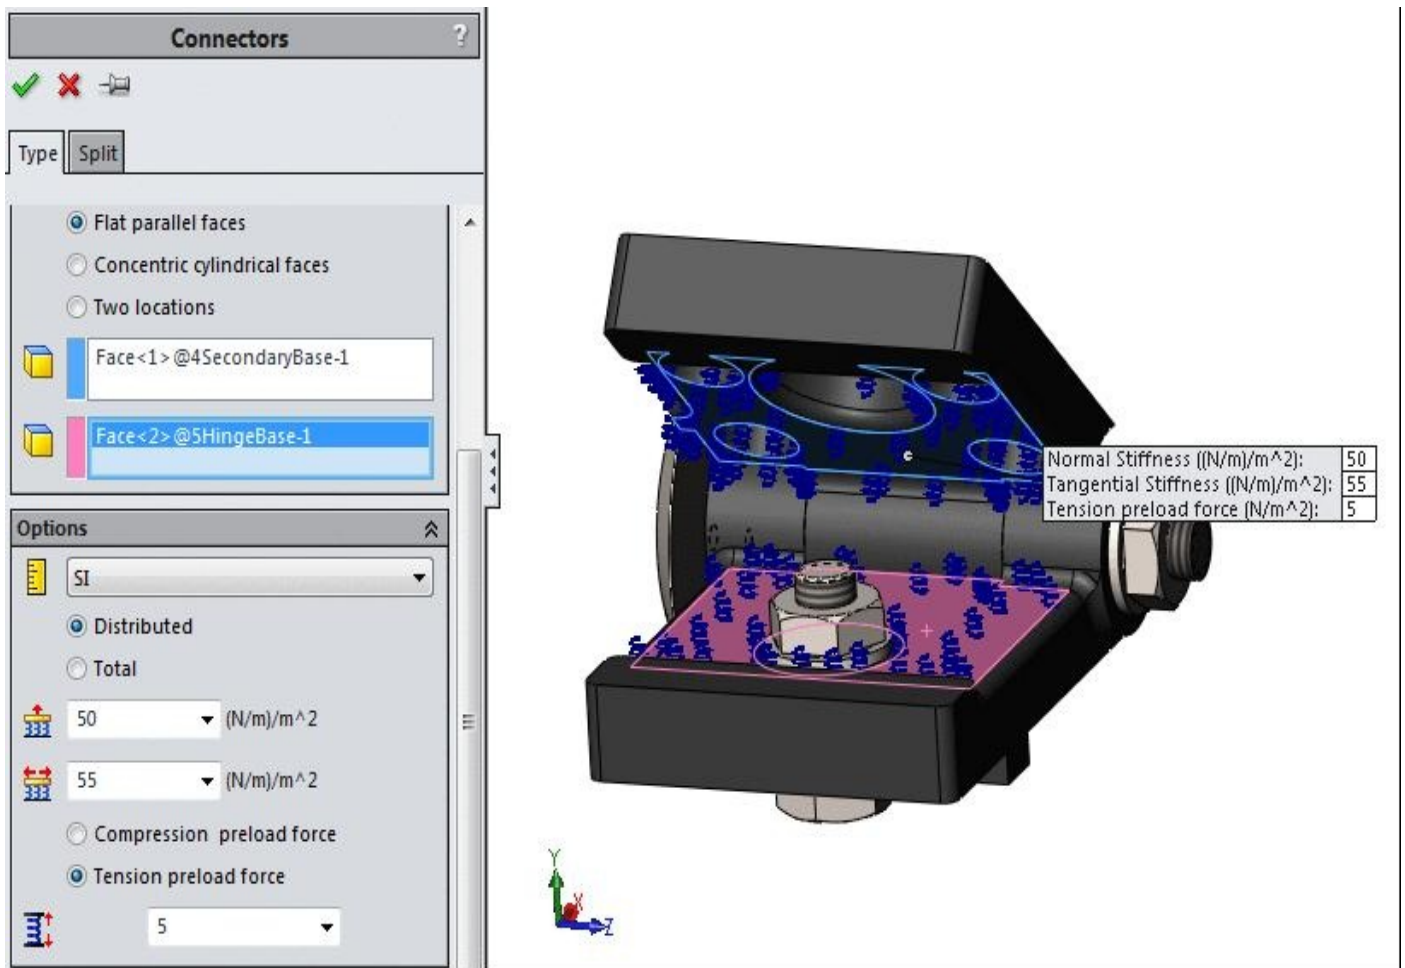 Connectors
?
Type
Split
Flat parallel faces
Concentric cylindrical faces
Two locations
Face<1>@4SecondaryBase-1
Face<2>@5HingeBase-1
Options
SI
Distributed
Total
333
50
(N/m)/m^2
333
55
(N/m)/m^2
Compression preload force
Tension preload force
5
Normal Stiffness ((N/m)/m^2): 50
Tangential Stiffness ((N/m)/m^2): 55
Tension preload force (N/m^2): 5
Y
X
Z